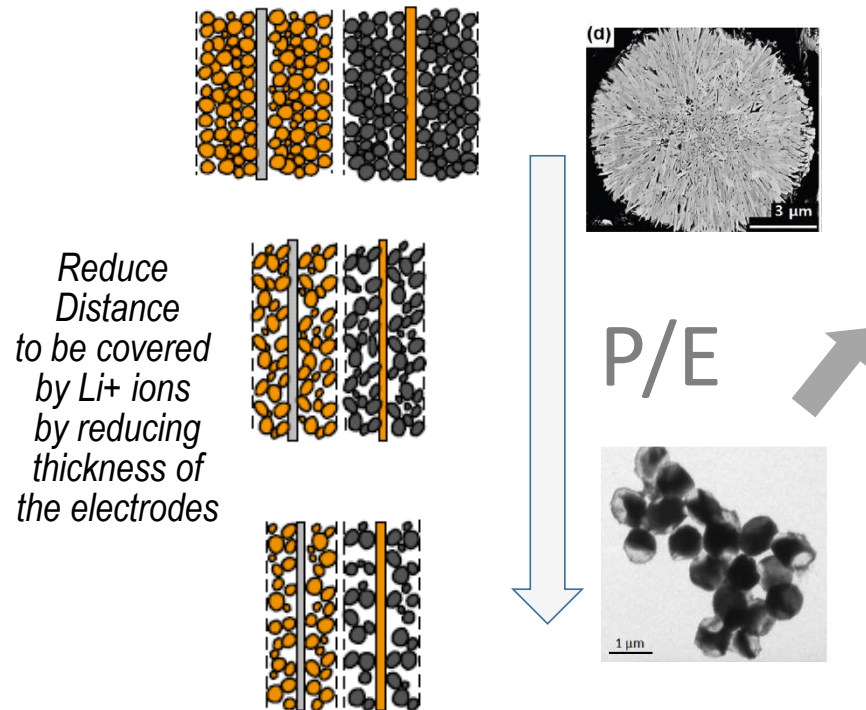 (d)
3 μm
Reduce
Distance
to be covered
by Li+ ions
by reducing
thickness of
the electrodes
P/E
1 μm